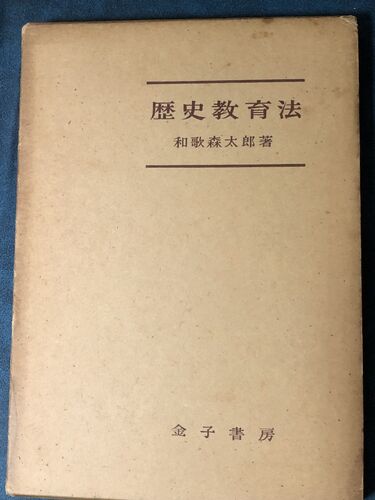 歴史教育法
和歌森太郎著
金子書房